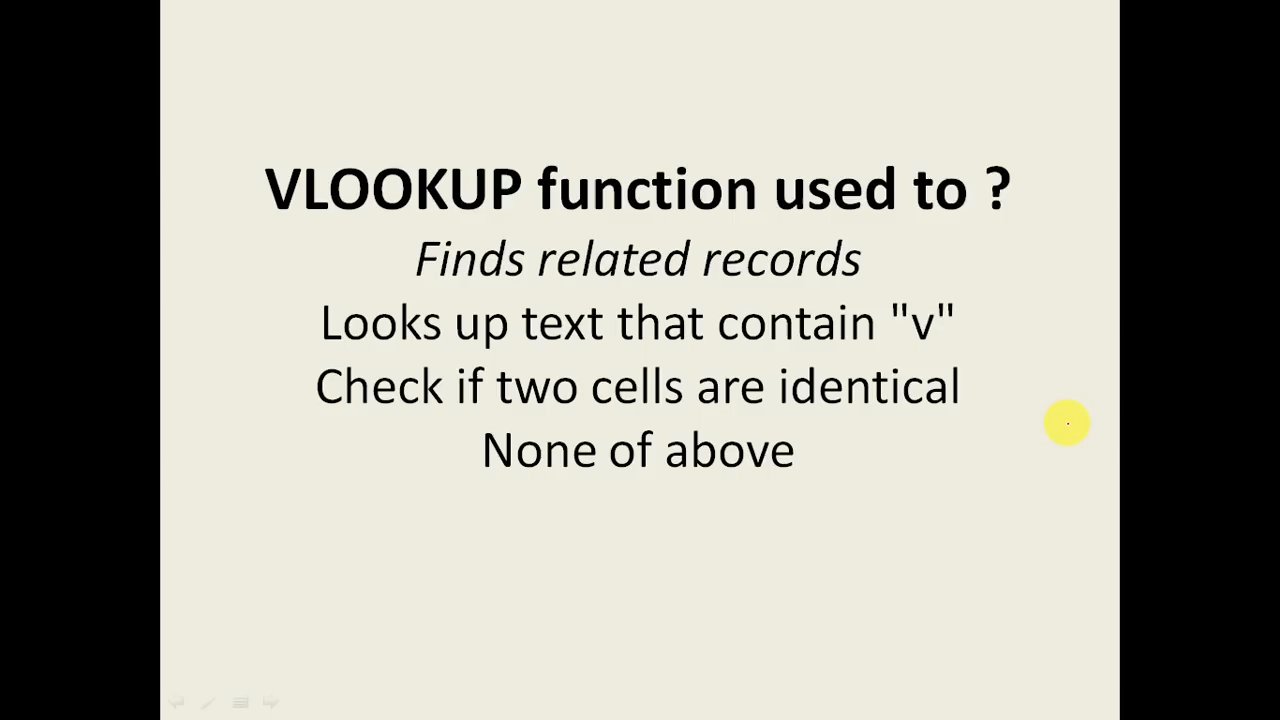 VLOOKUP function used to ?
Finds related records
Looks up text that contain "v"
Check if two cells are identical
None of above